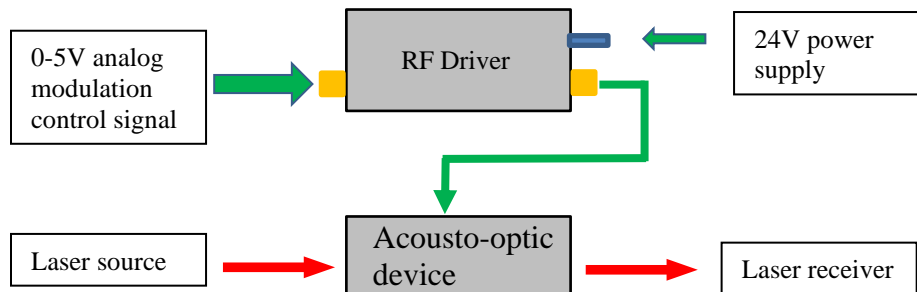 0-5V analog
modulation
control signal
RF Driver
24V power
supply
Laser source
Acousto-optic
device
Laser receiver